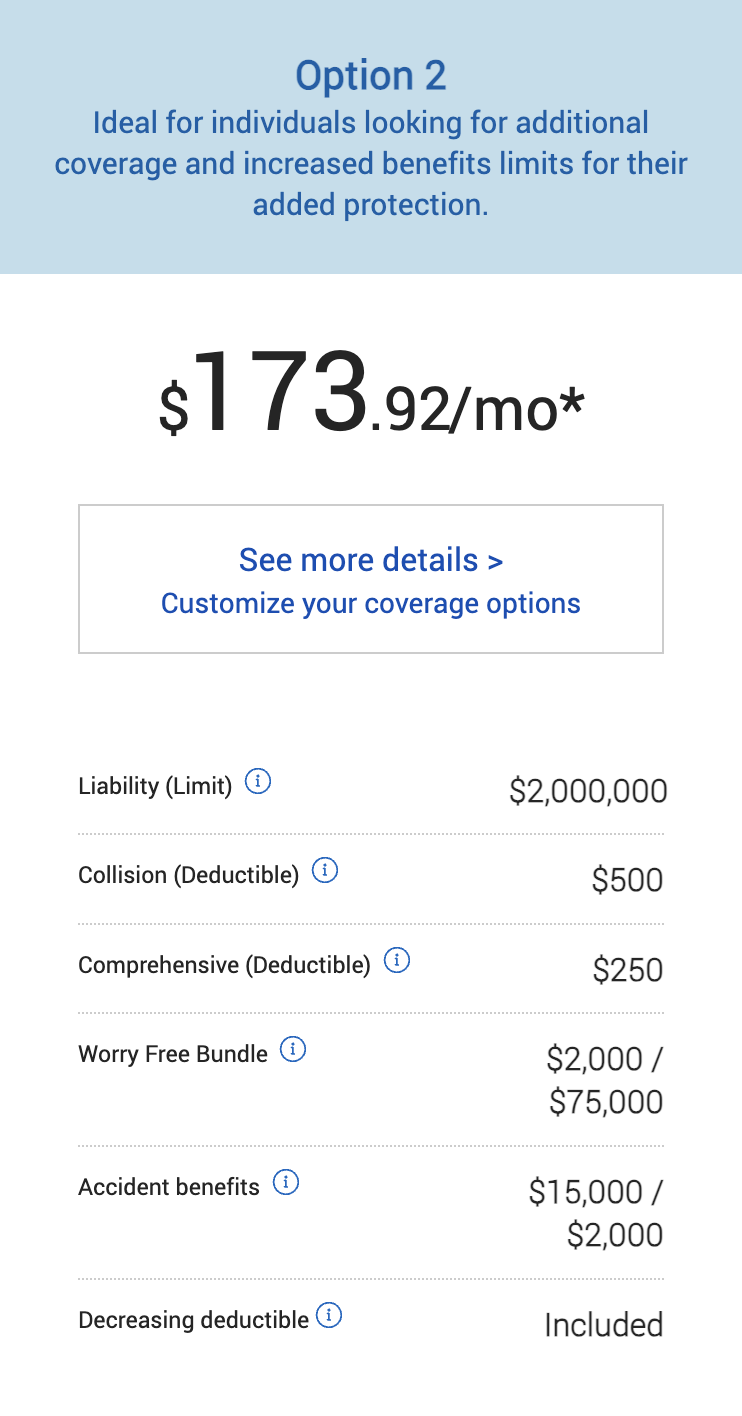 Option 2
Ideal for individuals looking for additional
coverage and increased benefits limits for their
added protection.
$173.92/mo*
See more details >
Customize your coverage options
Liability (Limit) i $2,000,000
Collision (Deductible) i $500
Comprehensive (Deductible) i $250
Worry Free Bundle i $2,000 /
$75,000
Accident benefits i $15,000 /
$2,000
Decreasing deductible i Included